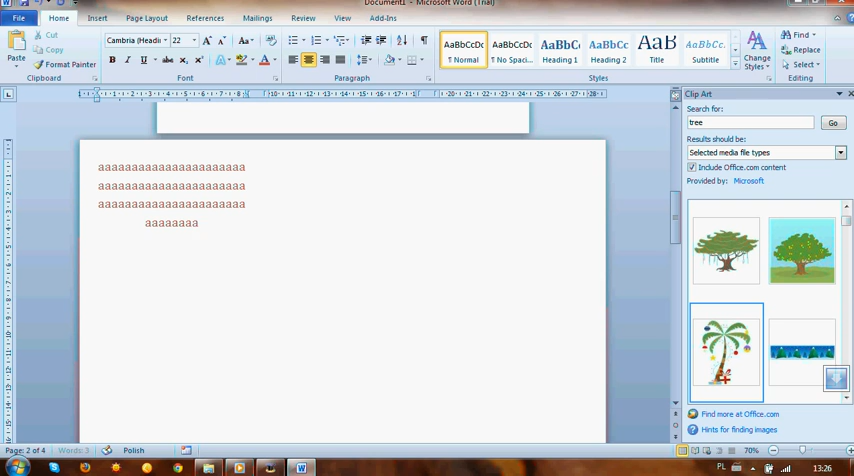 Document1 - Microsoft Word (Trial)
File Home Insert Page Layout References Mailings Review View Add-Ins
Paste
Cut
Copy
Format Painter
Clipboard
Cambria (Headi 22
Font
Paragraph
AaBbCcDc AaBbCcDc AaBbC AaBbCc AaB AaBbCc.
¶ Normal ¶ No Spaci... Heading 1 Heading 2 Title Subtitle
Change
Styles
Styles
Find
Replace
Select
Editing
Clip Art
Search for:
tree
Go
Results should be:
Selected media file types
Include Office.com content
Provided by: Microsoft
aaaaaaaaaaaaaaaaaaaaaa
aaaaaaaaaaaaaaaaaaaaaa
aaaaaaaaaaaaaaaaaaaaaa
aaaaaaaa
Find more at Office.com
Hints for finding images
Page: 2 of 4 Words: 3 Polish 70%
PL 13:26